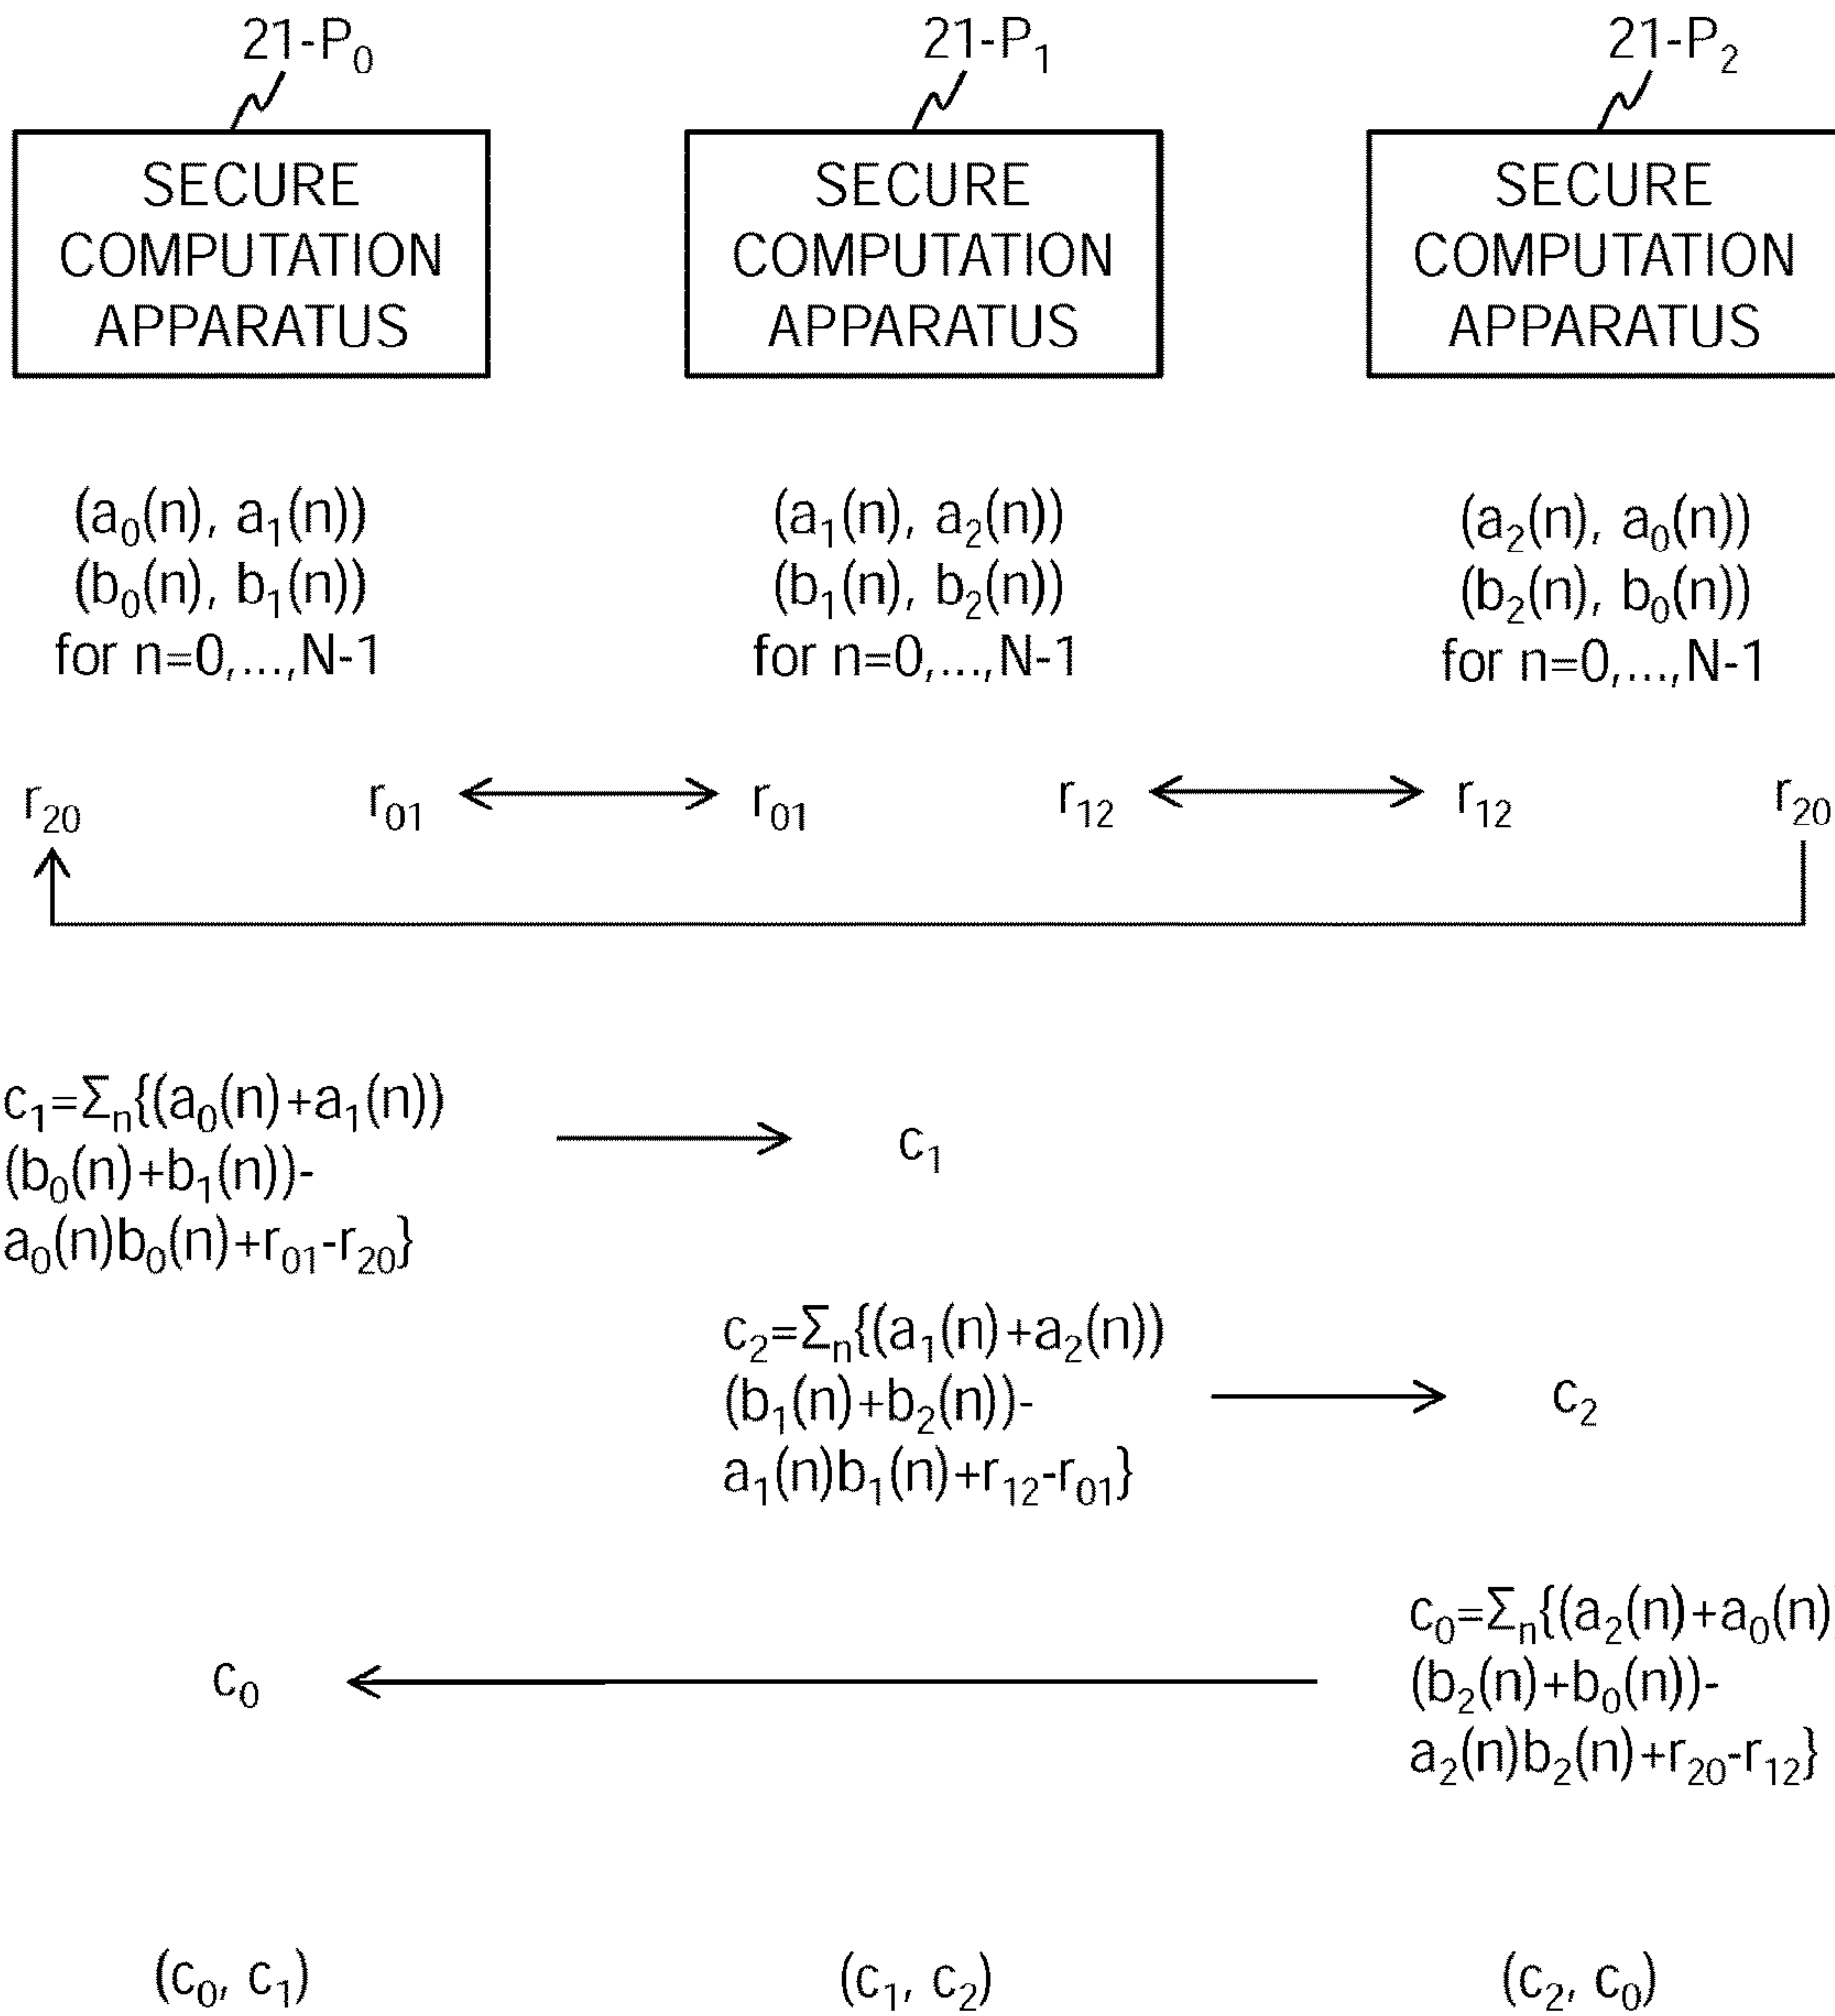 21-P₀
21-P₁
21-P₂
SECURE
COMPUTATION
APPARATUS
SECURE
COMPUTATION
APPARATUS
SECURE
COMPUTATION
APPARATUS
(a₀(n), a₁(n))
(b₀(n), b₁(n))
for n=0,...,N-1
(a₁(n), a₂(n))
(b₁(n), b₂(n))
for n=0,...,N-1
(a₂(n), a₀(n))
(b₂(n), b₀(n))
for n=0,...,N-1
r₂₀
r₀₁
r₀₁
r₁₂
r₁₂
r₂₀
c₁=Σₙ{(a₀(n)+a₁(n))
(b₀(n)+b₁(n))-
a₀(n)b₀(n)+r₀₁-r₂₀}
c₁
c₂=Σₙ{(a₁(n)+a₂(n))
(b₁(n)+b₂(n))-
a₁(n)b₁(n)+r₁₂-r₀₁}
c₂
c₀=Σₙ{(a₂(n)+a₀(n)
(b₂(n)+b₀(n))-
a₂(n)b₂(n)+r₂₀-r₁₂}
c₀
(c₀, c₁)
(c₁, c₂)
(c₂, c₀)